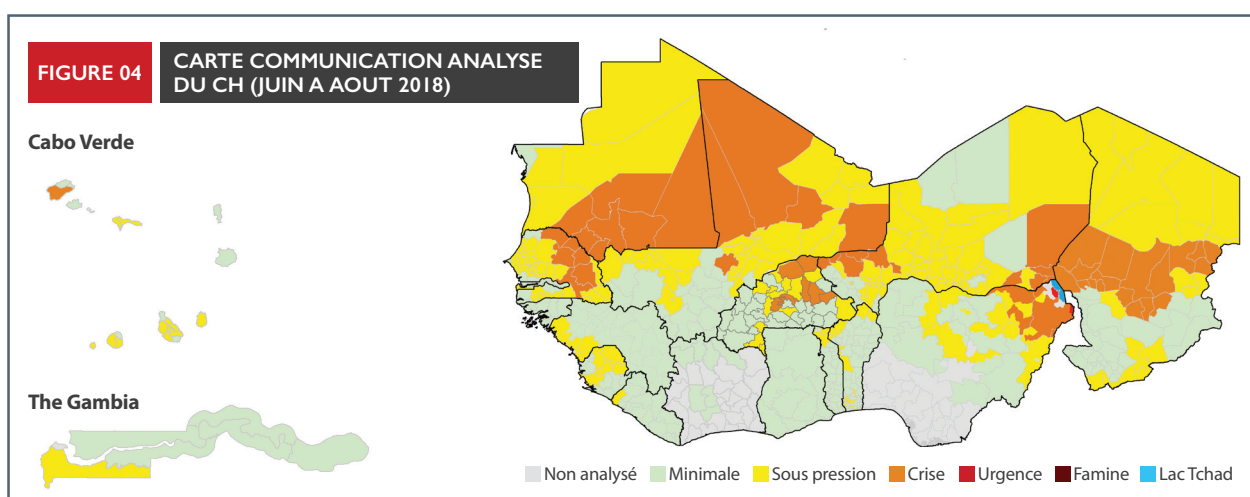 FIGURE 04
CARTE COMMUNICATION ANALYSE
DU CH (JUIN A AOUT 2018)
Cabo Verde
The Gambia
Non analysé
Minimale
Sous pression
Crise
Urgence
Famine
Lac Tchad